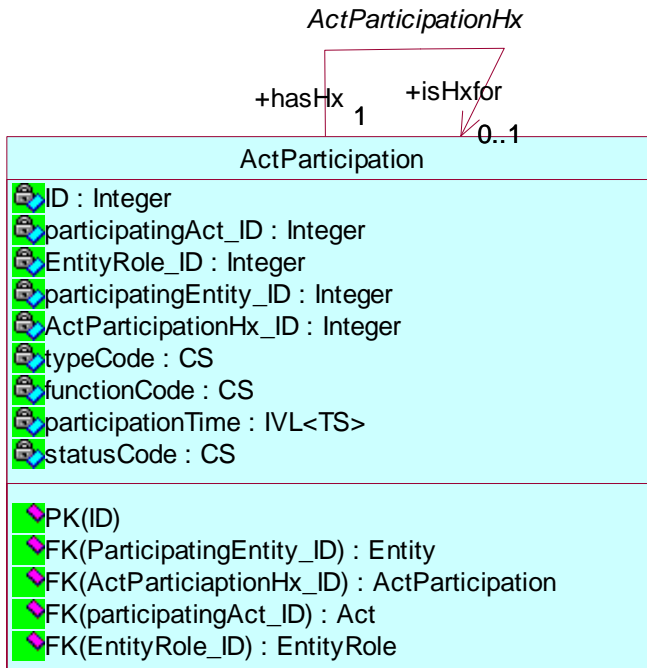 ActParticipationHx
+hasHx
+isHxfor
1
0..1
ActParticipation
ID : Integer
participatingAct_ID : Integer
EntityRole_ID : Integer
participatingEntity_ID : Integer
ActParticipationHx_ID : Integer
typeCode : CS
functionCode : CS
participationTime : IVL<TS>
statusCode : CS
PK(ID)
FK(ParticipatingEntity_ID) : Entity
FK(ActParticiaptionHx_ID) : ActParticipation
FK(participatingAct_ID) : Act
FK(EntityRole_ID) : EntityRole